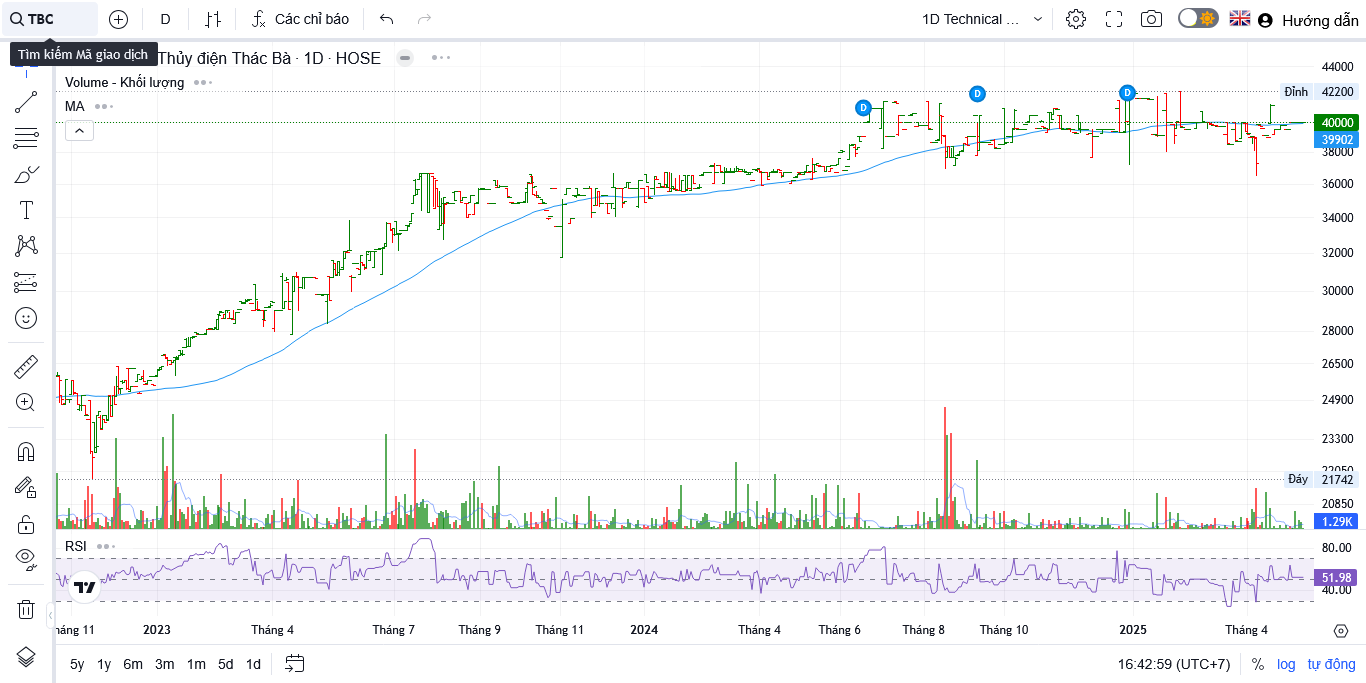 TBC
D
Các chỉ báo
1D Technical ...
Hướng dẫn
Tìm kiếm Mã giao dịch
Thủy điện Thác Bà · 1D · HOSE
Volume - Khối lượng
MA
44000
Đỉnh 42200
D D D
40000
39902
38000
36000
34000
32000
30000
28000
26500
24900
23300
22050
Đáy 21742
20850
1.29K
RSI
80.00
51.98
40.00
háng 11 2023 Tháng 4 Tháng 7 Tháng 9 Tháng 11 2024 Tháng 4 Tháng 6 Tháng 8 Tháng 10 2025 Tháng 4
5y 1y 6m 3m 1m 5d 1d
16:42:59 (UTC+7) % log tự động